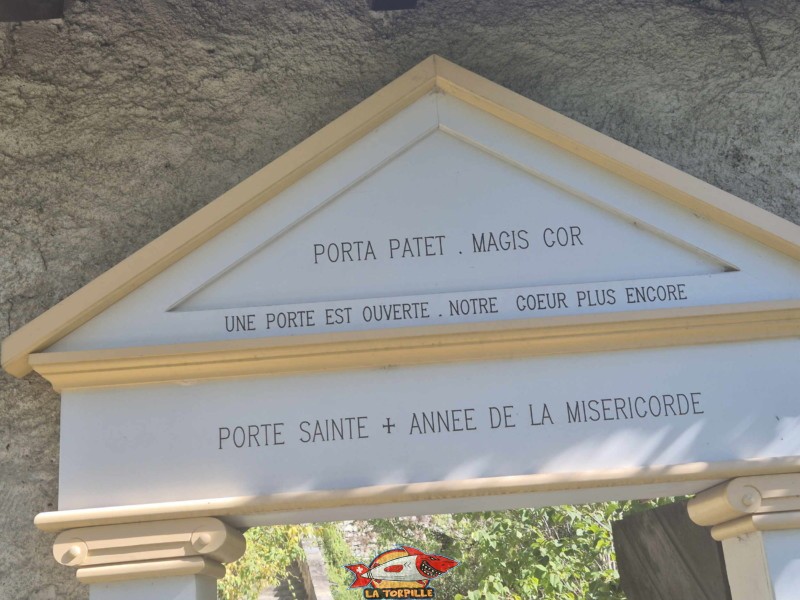 PORTA PATET . MAGIS COR
UNE PORTE EST OUVERTE . NOTRE COEUR PLUS ENCORE
PORTE SAINTE + ANNEE DE LA MISERICORDE
LA TORPILLE